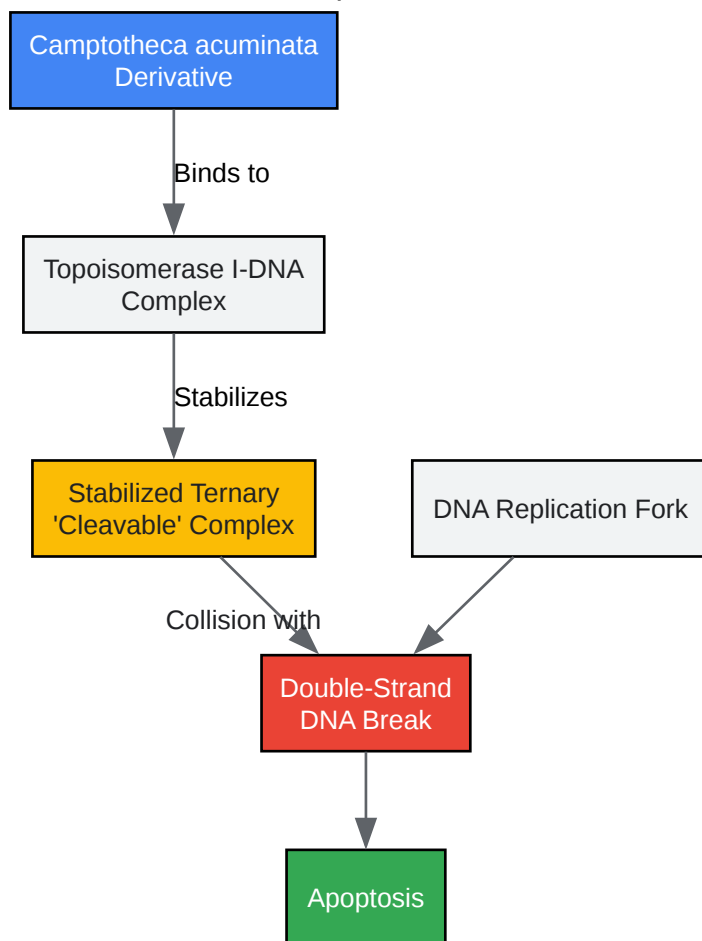 Camptotheca acuminata
Derivative
Binds to
Topoisomerase I-DNA
Complex
Stabilizes
Stabilized Ternary
'Cleavable' Complex
DNA Replication Fork
Collision with
Double-Strand
DNA Break
Apoptosis